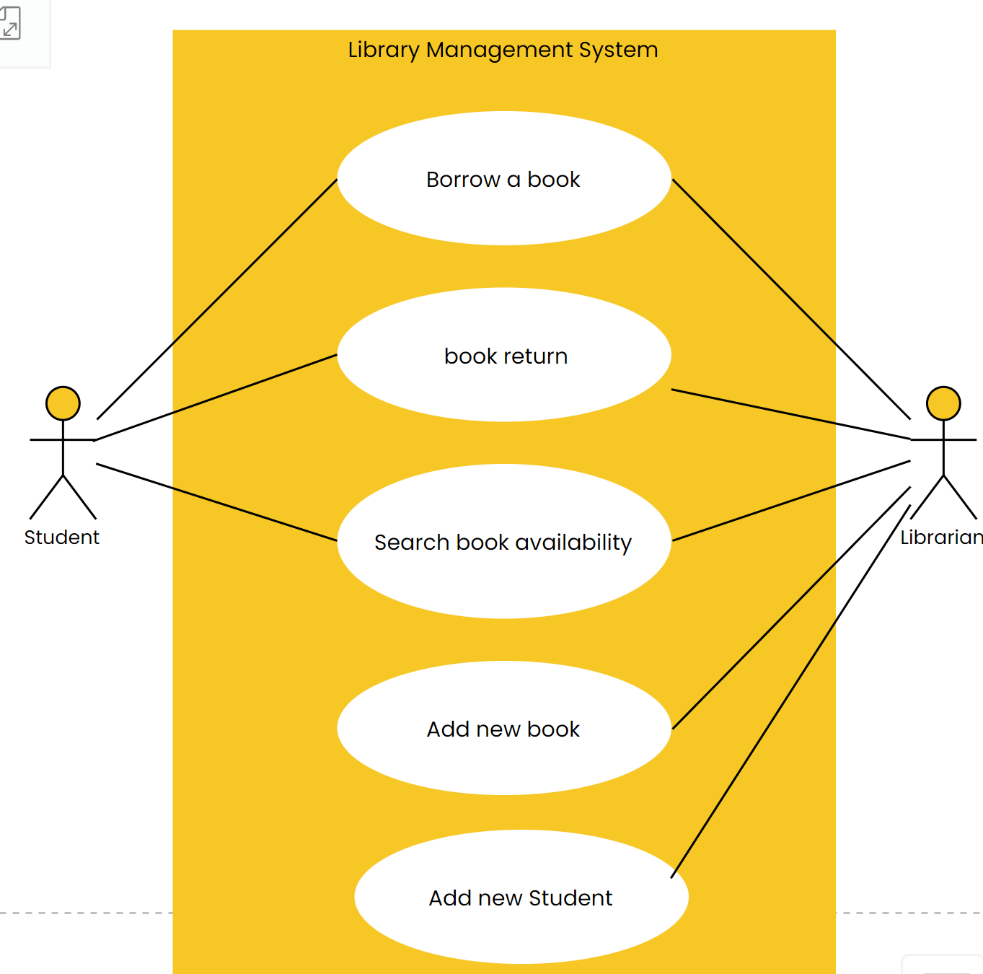 Library Management System
Borrow a book
book return
Student
Librarian
Search book availability
Add new book
Add new Student